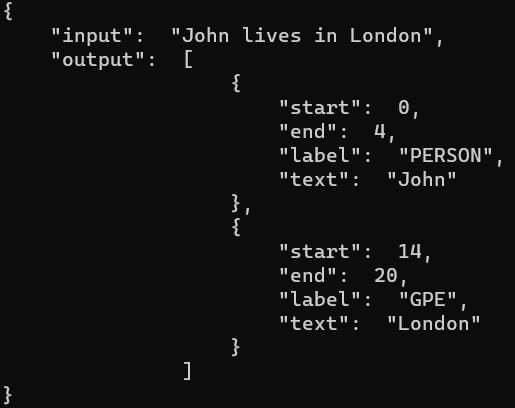 {
    "input":  "John lives in London",
    "output":  [
                   {
                       "start":  0,
                       "end":  4,
                       "label":  "PERSON",
                       "text":  "John"
                   },
                   {
                       "start":  14,
                       "end":  20,
                       "label":  "GPE",
                       "text":  "London"
                   }
               ]
}